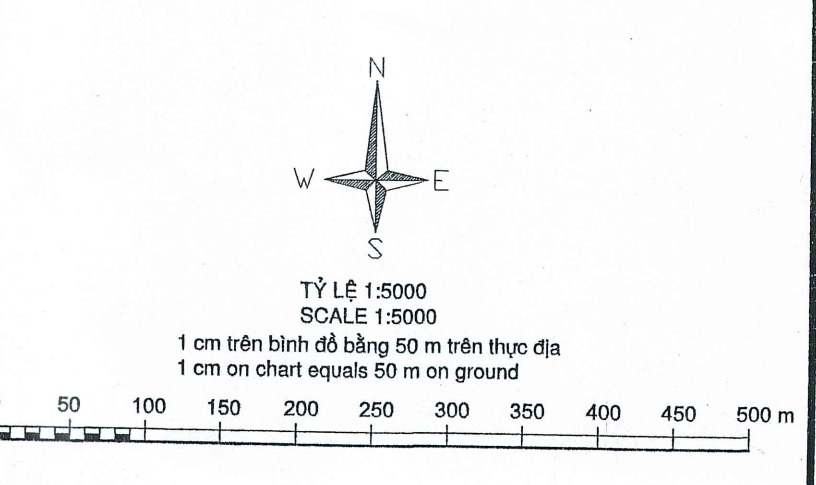 N
W E
S
TỶ LỆ 1:5000
SCALE 1:5000
1 cm trên bình đồ bằng 50 m trên thực địa
1 cm on chart equals 50 m on ground
50 100 150 200 250 300 350 400 450 500 m